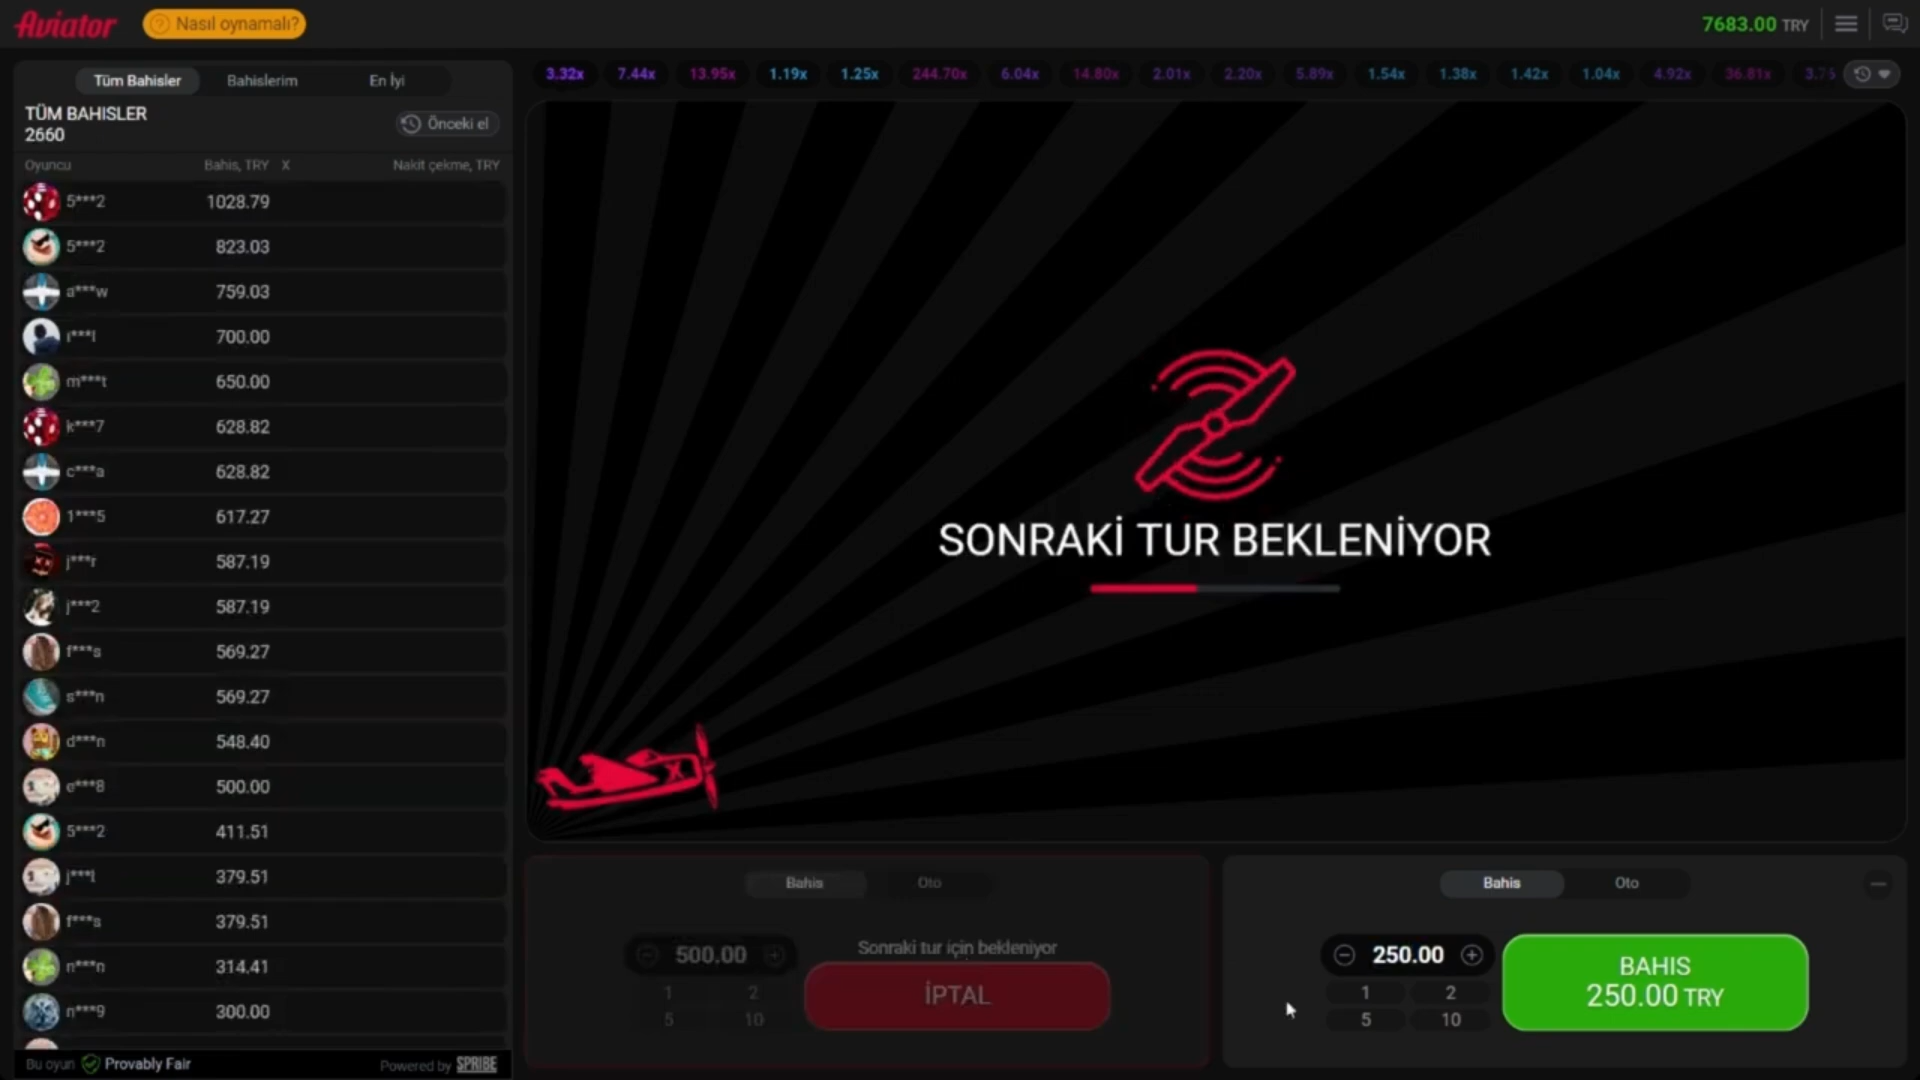 Aviator
Nasıl oynamalı?
7683.00 TRY
Tüm Bahisler
Bahislerim
En İyi
3.32x 7.44x 13.95x 1.19x 1.25x 244.70x 6.04x 14.80x 2.01x 2.20x 5.89x 1.54x 1.38x 1.42x 1.04x 4.92x 36.81x
TÜM BAHISLER
2660
Önceki el
Oyuncu Bahis, TRY X Nakit çekme, TRY
5***2 1028.79
5***2 823.03
a***w 759.03
700.00
m***t 650.00
k***7 628.82
c***a 628.82
1***5 617.27
j***r 587.19
j***2 587.19
f***s 569.27
s***n 569.27
d***n 548.40
e***8 500.00
5***2 411.51
379.51
f***s 379.51
n***n 314.41
n***9 300.00
Bu oyun Provably Fair
Powered by SPRIBE
SONRAKİ TUR BEKLENİYOR
Bahis Oto
500.00
1 2
5 10
Sonraki tur için bekleniyor
İPTAL
Bahis Oto
250.00
1 2
5 10
BAHIS
250.00 TRY